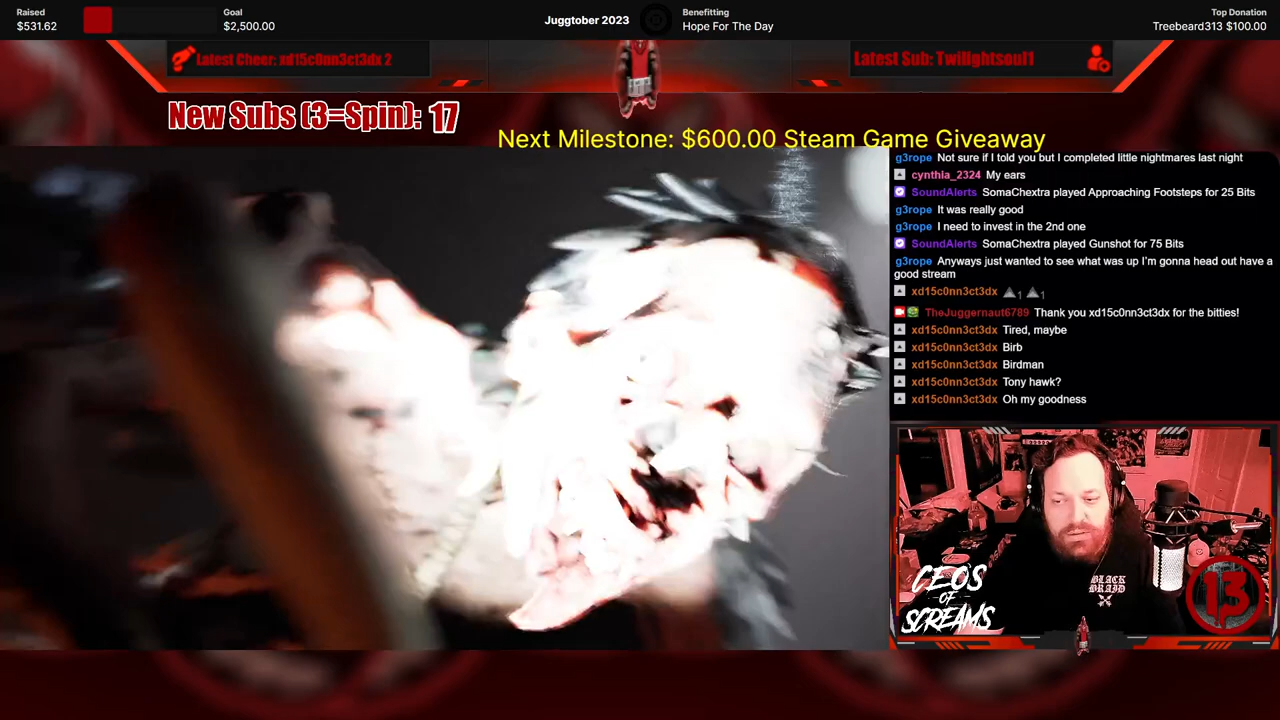 Raised
$531.62
Goal
$2,500.00
Juggtober 2023
Benefitting
Hope For The Day
Top Donation
Treebeard313 $100.00
Latest Cheer: xd15c0nn3ct3dx 2
Latest Sub: Twilightsoul1
New Subs (3=Spin): 17
Next Milestone: $600.00 Steam Game Giveaway
g3rope Not sure if I told you but I completed little nightmares last night
cynthia_2324 My ears
SoundAlerts SomaChextra played Approaching Footsteps for 25 Bits
g3rope It was really good
g3rope I need to invest in the 2nd one
SoundAlerts SomaChextra played Gunshot for 75 Bits
g3rope Anyways just wanted to see what was up I'm gonna head out have a
good stream
xd15c0nn3ct3dx 1 1
TheJuggernaut6789 Thank you xd15c0nn3ct3dx for the bitties!
xd15c0nn3ct3dx Tired, maybe
xd15c0nn3ct3dx Birb
xd15c0nn3ct3dx Birdman
xd15c0nn3ct3dx Tony hawk?
xd15c0nn3ct3dx Oh my goodness
CEOS
OF
SCREAMS
BLACK
BRAID
13